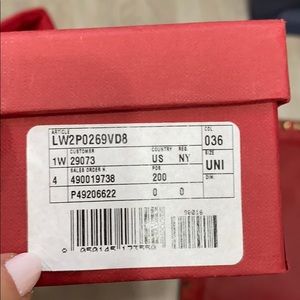 ARTICLE COL
LW2P0269VD8 036
CUSTOMER COUNTRY REG SIZE
1W 29073 US NY UNI
SALES ORDER N. POS. DIM.
4 490019738 200
P49206622 0 0